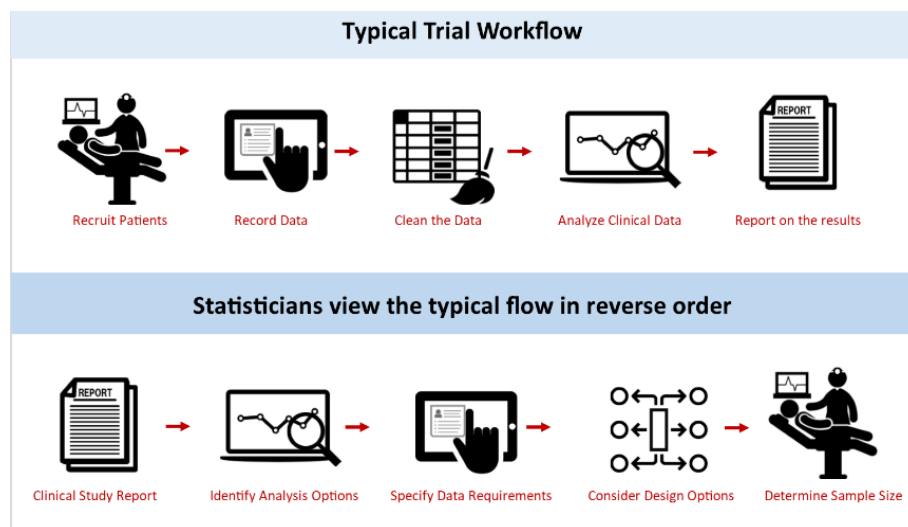 Typical Trial Workflow
REPORT
Recruit Patients
Record Data
Clean the Data
Analyze Clinical Data
Report on the results
Statisticians view the typical flow in reverse order
REPORT
Clinical Study Report
Identify Analysis Options
Specify Data Requirements
Consider Design Options
Determine Sample Size